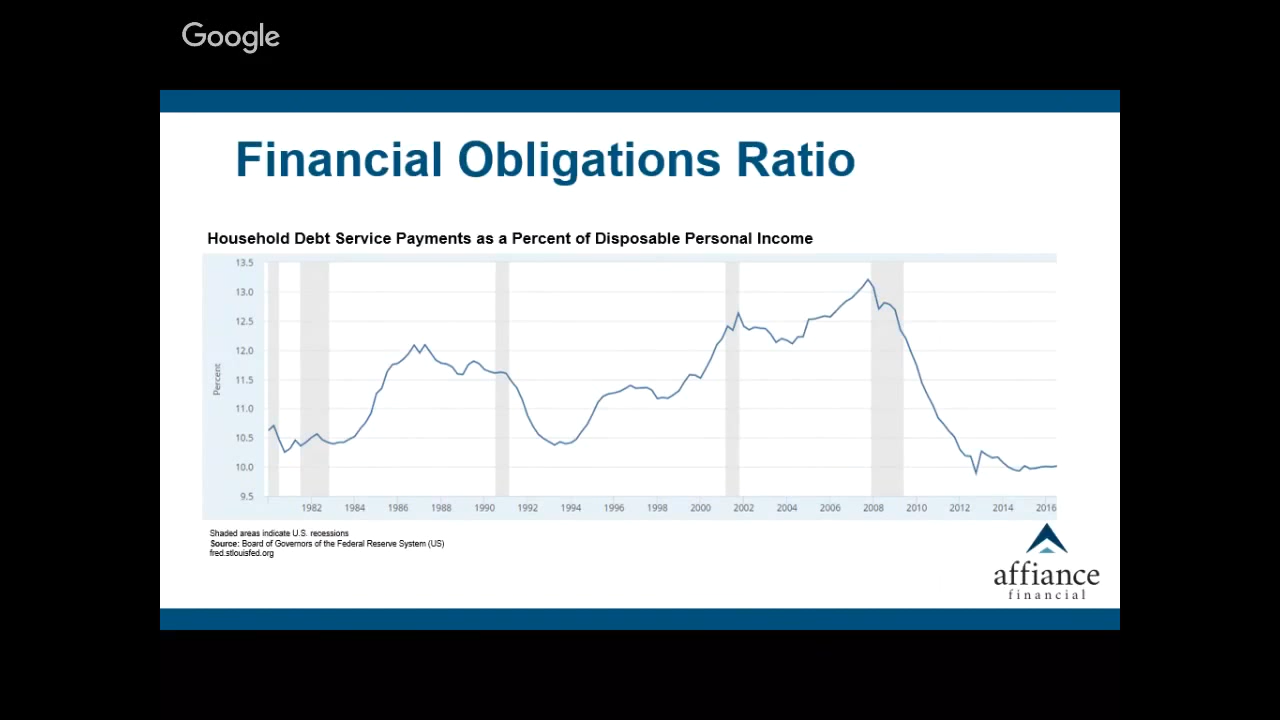 Google
Financial Obligations Ratio
Household Debt Service Payments as a Percent of Disposable Personal Income
13.5
13.0
12.5
12.0
11.5
11.0
10.5
10.0
9.5
Percent
1982 1984 1986 1988 1990 1992 1994 1996 1998 2000 2002 2004 2006 2008 2010 2012 2014 2016
Shaded areas indicate U.S. recessions
Source: Board of Governors of the Federal Reserve System (US)
fred.stlouisfed.org
affiance
financial